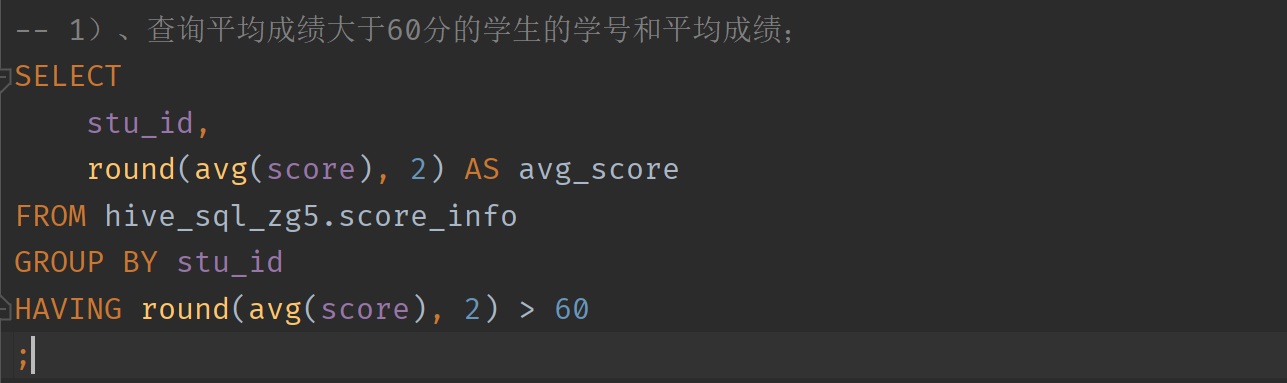 -- 1）、查询平均成绩大于60分的学生的学号和平均成绩；
SELECT
    stu_id,
    round(avg(score), 2) AS avg_score
FROM hive_sql_zg5.score_info
GROUP BY stu_id
HAVING round(avg(score), 2) > 60
;